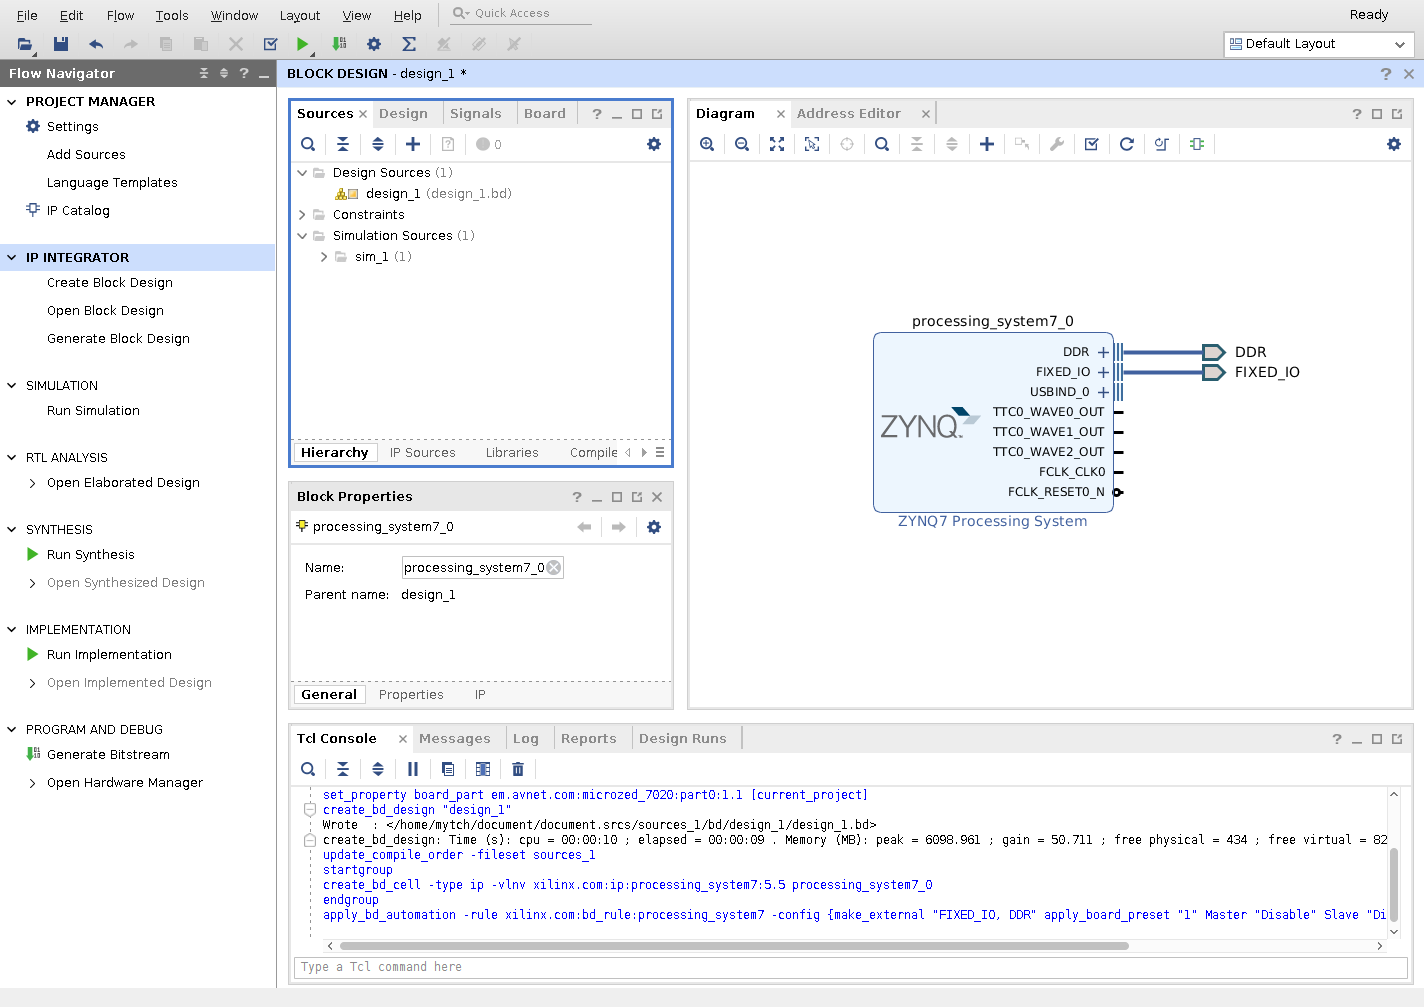 File Edit Flow Tools Window Layout View Help Quick Access Ready
Default Layout
Flow Navigator
PROJECT MANAGER
Settings
Add Sources
Language Templates
IP Catalog
IP INTEGRATOR
Create Block Design
Open Block Design
Generate Block Design
SIMULATION
Run Simulation
RTL ANALYSIS
Open Elaborated Design
SYNTHESIS
Run Synthesis
Open Synthesized Design
IMPLEMENTATION
Run Implementation
Open Implemented Design
PROGRAM AND DEBUG
Generate Bitstream
Open Hardware Manager
BLOCK DESIGN - design_1 *
Sources Design Signals Board
0
Design Sources (1)
design_1 (design_1.bd)
Constraints
Simulation Sources (1)
sim_1 (1)
Hierarchy IP Sources Libraries Compile
Block Properties
processing_system7_0
Name: processing_system7_0
Parent name: design_1
General Properties IP
Diagram Address Editor
processing_system7_0
DDR
FIXED_IO
USBIND_0
TTC0_WAVE0_OUT
TTC0_WAVE1_OUT
TTC0_WAVE2_OUT
FCLK_CLK0
FCLK_RESET0_N
ZYNQ
DDR
FIXED_IO
ZYNQ7 Processing System
Tcl Console Messages Log Reports Design Runs
set_property board_part em.avnet.com:microzed_7020:part0:1.1 [current_project]
create_bd_design "design_1"
Wrote : </home/mytch/document/document.srcs/sources_1/bd/design_1/design_1.bd>
create_bd_design: Time (s): cpu = 00:00:10 ; elapsed = 00:00:09 . Memory (MB): peak = 6098.961 ; gain = 50.711 ; free physical = 434 ; free virtual = 82
update_compile_order -fileset sources_1
startgroup
create_bd_cell -type ip -vlnv xilinx.com:ip:processing_system7:5.5 processing_system7_0
endgroup
apply_bd_automation -rule xilinx.com:bd_rule:processing_system7 -config {make_external "FIXED_IO, DDR" apply_board_preset "1" Master "Disable" Slave "Di
Type a Tcl command here